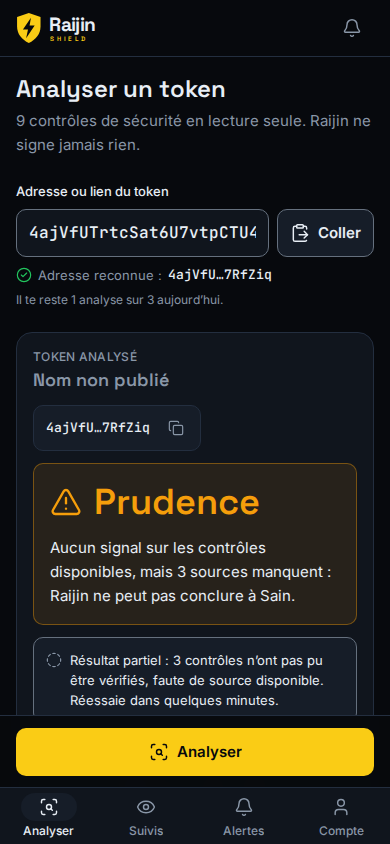 Raijin
SHIELD
Analyser un token
9 contrôles de sécurité en lecture seule. Raijin ne
signe jamais rien.
Adresse ou lien du token
4ajVfUTrtcSat6U7vtpCTU4
Coller
Adresse reconnue : 4ajVfU…7RfZiq
Il te reste 1 analyse sur 3 aujourd’hui.
TOKEN ANALYSÉ
Nom non publié
4ajVfU…7RfZiq
Prudence
Aucun signal sur les contrôles
disponibles, mais 3 sources manquent :
Raijin ne peut pas conclure à Sain.
Résultat partiel : 3 contrôles n’ont pas pu
être vérifiés, faute de source disponible.
Réessaie dans quelques minutes.
Analyser
Analyser
Suivis
Alertes
Compte